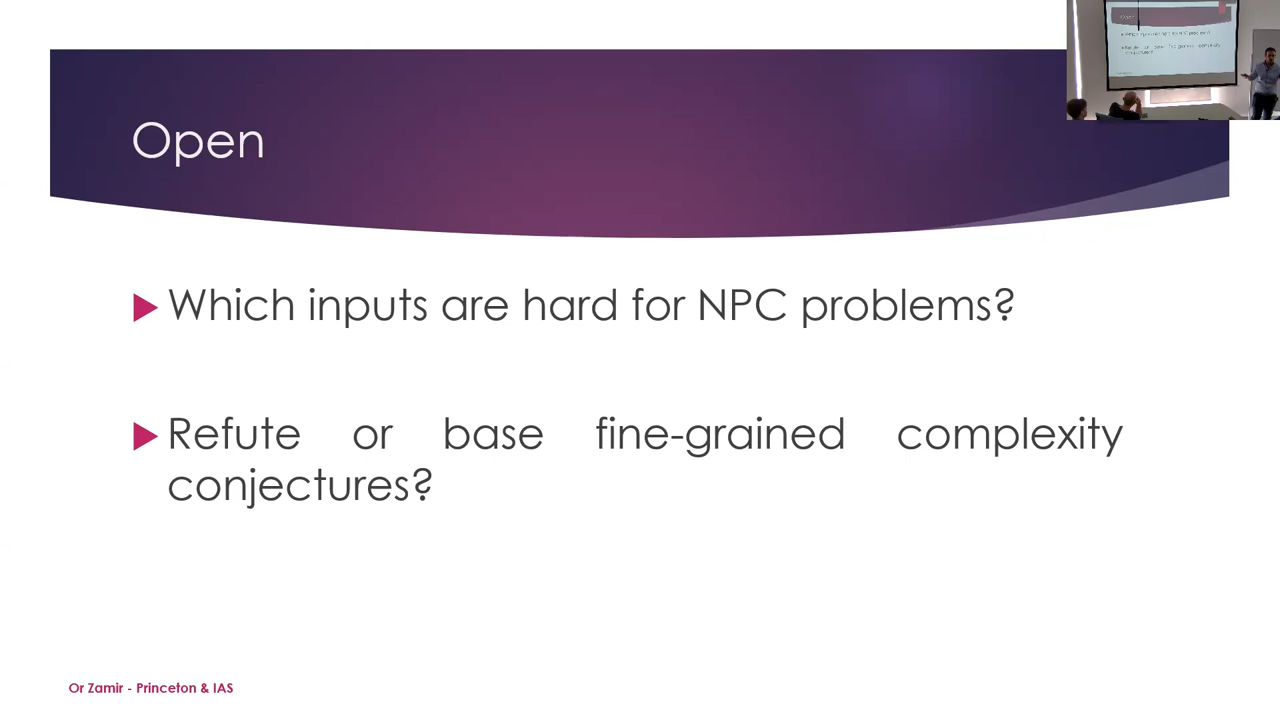 Open
Which inputs are hard for NPC problems?
Refute or base fine-grained complexity
conjectures?
Or Zamir - Princeton & IAS